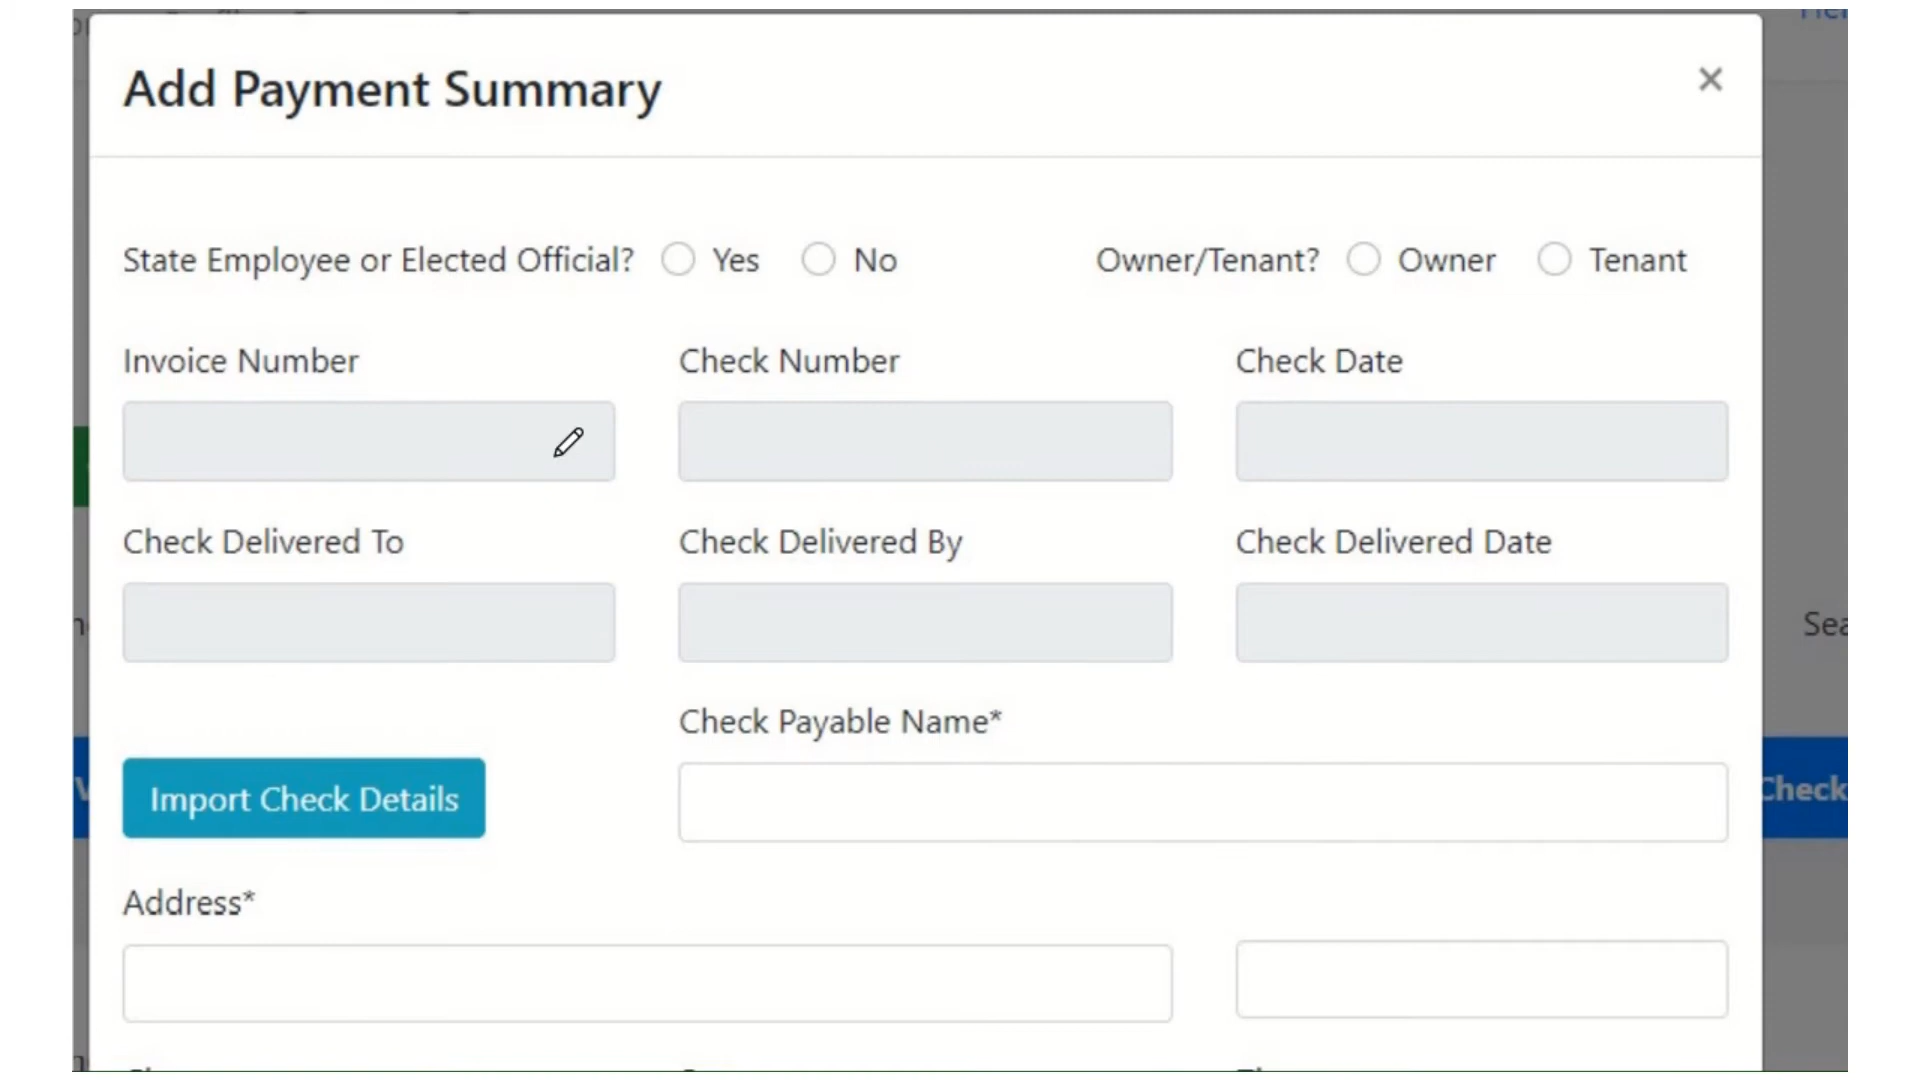 Add Payment Summary
×
State Employee or Elected Official? Yes No Owner/Tenant? Owner Tenant
Invoice Number Check Number Check Date
Check Delivered To Check Delivered By Check Delivered Date
Check Payable Name*
Import Check Details
Check
Address*